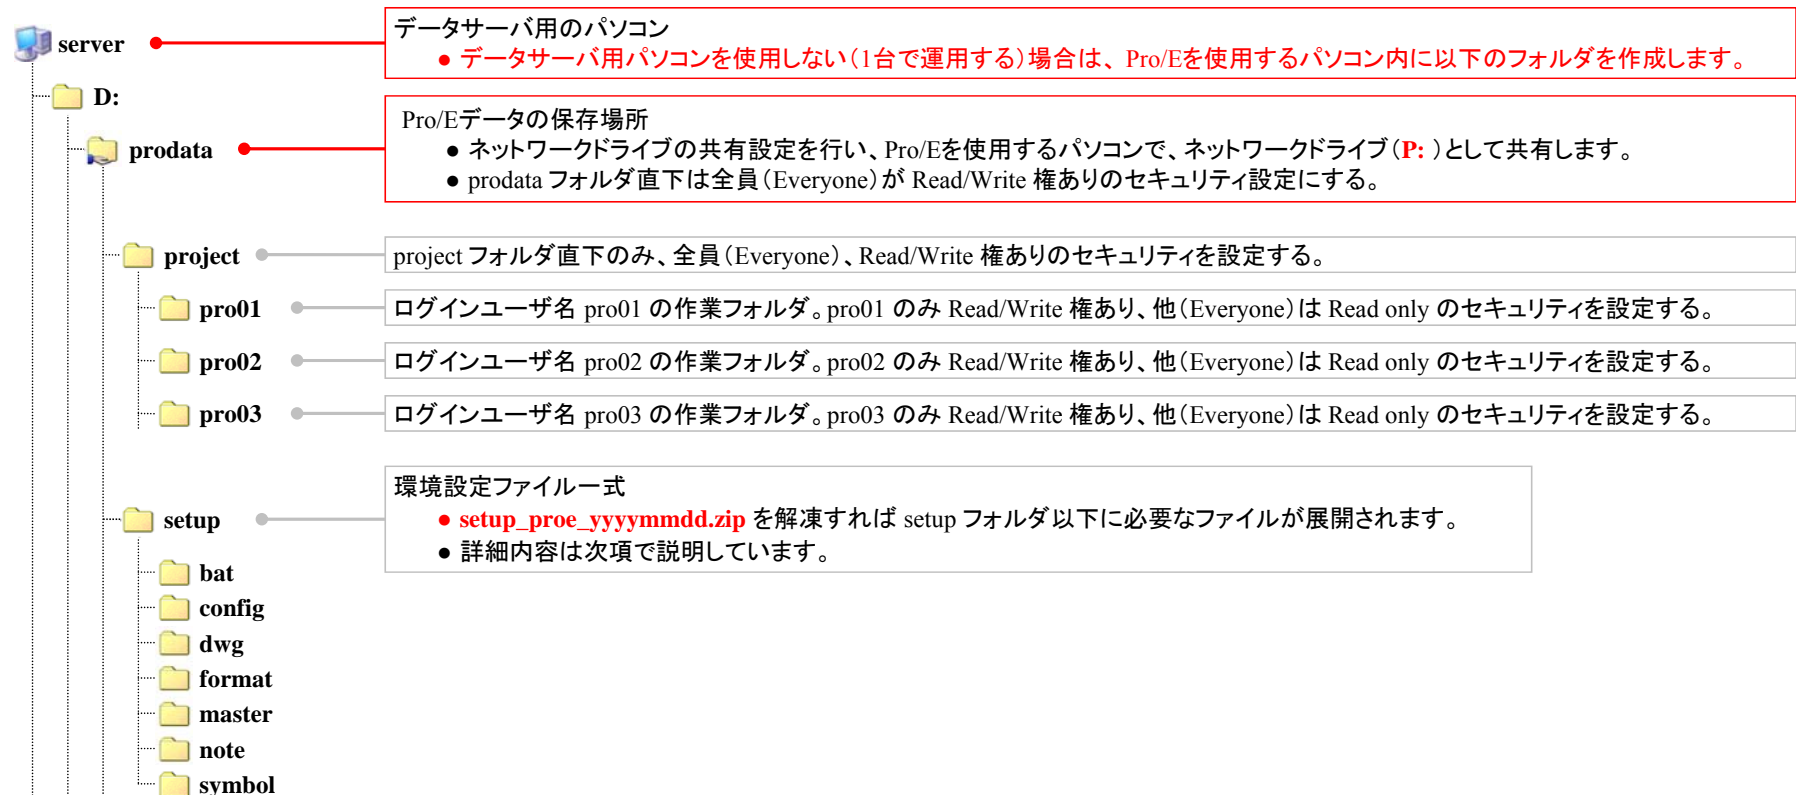 server
データサーバ用のパソコン
● データサーバ用パソコンを使用しない（1台で運用する）場合は、Pro/Eを使用するパソコン内に以下のフォルダを作成します。
D:
prodata
Pro/Eデータの保存場所
● ネットワークドライブの共有設定を行い、Pro/Eを使用するパソコンで、ネットワークドライブ（P: ）として共有します。
● prodata フォルダ直下は全員（Everyone）が Read/Write 権ありのセキュリティ設定にする。
project
project フォルダ直下のみ、全員（Everyone）、Read/Write 権ありのセキュリティを設定する。
pro01
ログインユーザ名 pro01 の作業フォルダ。pro01 のみ Read/Write 権あり、他（Everyone）は Read only のセキュリティを設定する。
pro02
ログインユーザ名 pro02 の作業フォルダ。pro02 のみ Read/Write 権あり、他（Everyone）は Read only のセキュリティを設定する。
pro03
ログインユーザ名 pro03 の作業フォルダ。pro03 のみ Read/Write 権あり、他（Everyone）は Read only のセキュリティを設定する。
setup
環境設定ファイル一式
● setup_proe_yyyymmdd.zip を解凍すれば setup フォルダ以下に必要なファイルが展開されます。
● 詳細内容は次項で説明しています。
bat
config
dwg
format
master
note
symbol